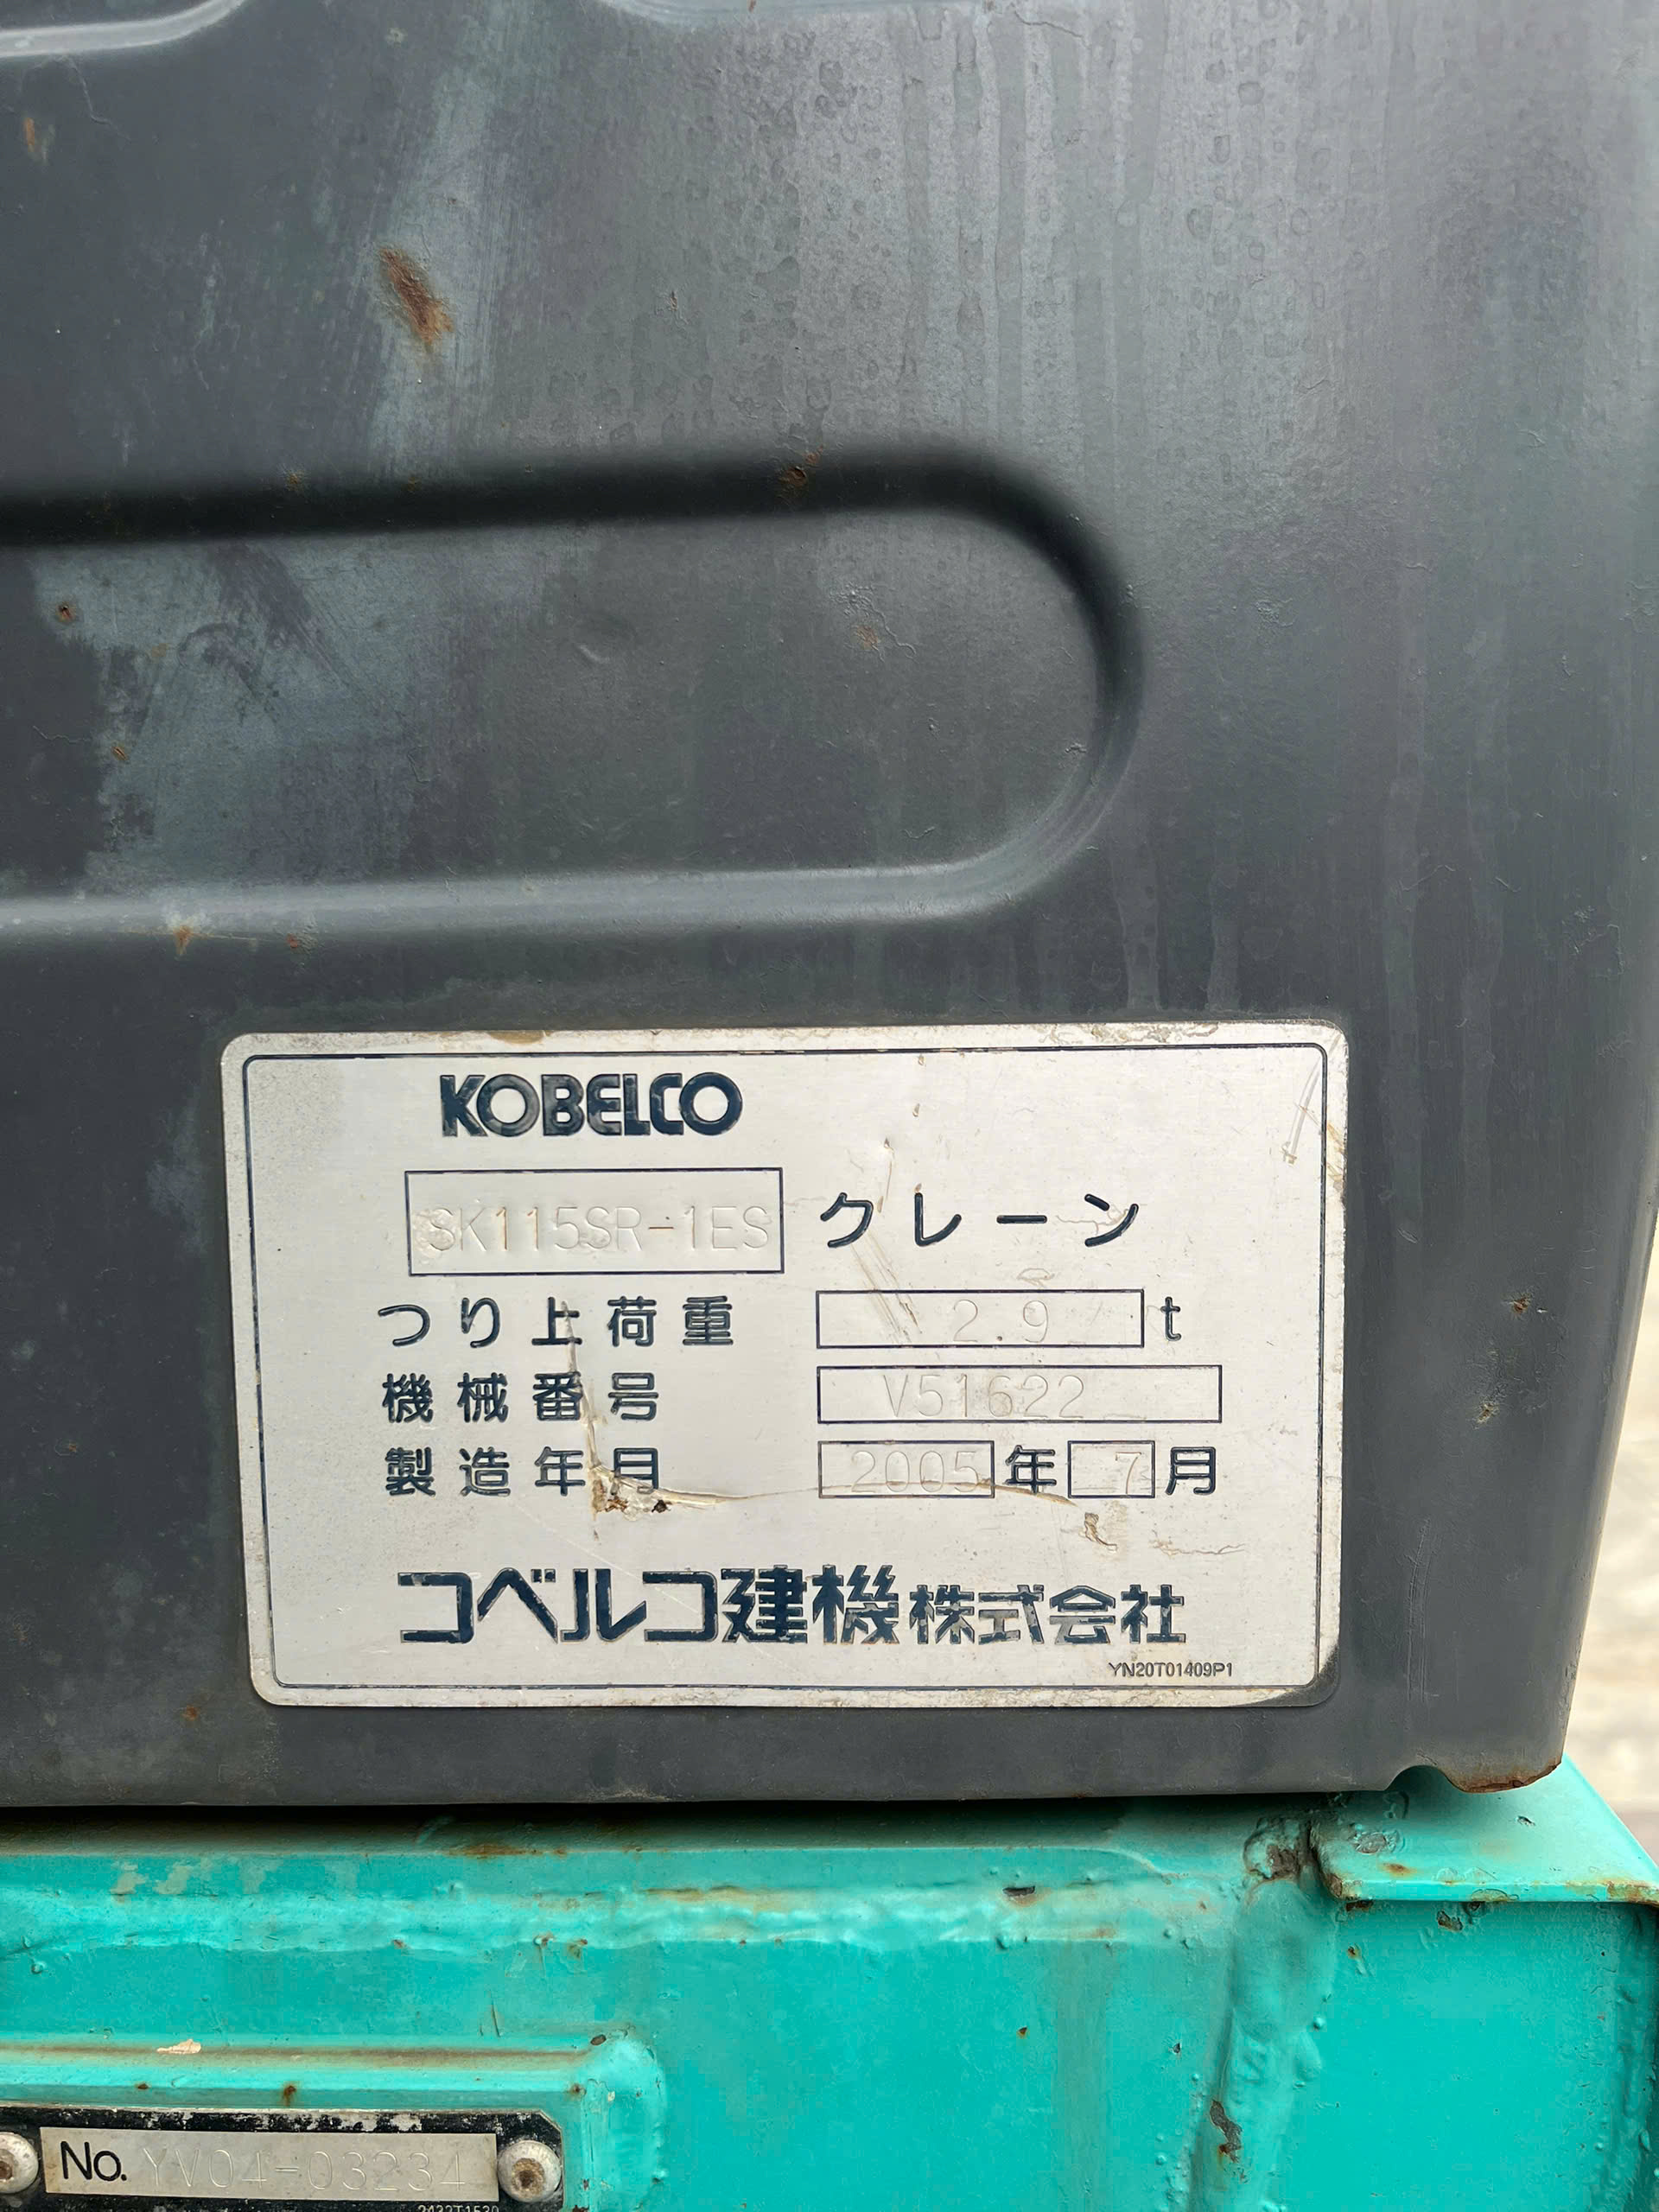 KOBELCO
SK115SR-1ES クレーン
つり上荷重 2.9 t
機械番号 V51622
製造年月 2005 年 7 月
コベルコ建機株式会社
YN20T01409P1
No. YV04-03234